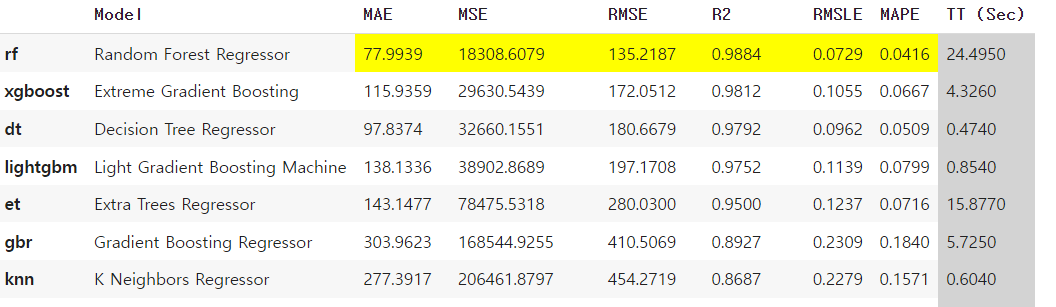 Model MAE MSE RMSE R2 RMSLE MAPE TT (Sec)
rf Random Forest Regressor 77.9939 18308.6079 135.2187 0.9884 0.0729 0.0416 24.4950
xgboost Extreme Gradient Boosting 115.9359 29630.5439 172.0512 0.9812 0.1055 0.0667 4.3260
dt Decision Tree Regressor 97.8374 32660.1551 180.6679 0.9792 0.0962 0.0509 0.4740
lightgbm Light Gradient Boosting Machine 138.1336 38902.8689 197.1708 0.9752 0.1139 0.0799 0.8540
et Extra Trees Regressor 143.1477 78475.5318 280.0300 0.9500 0.1237 0.0716 15.8770
gbr Gradient Boosting Regressor 303.9623 168544.9255 410.5069 0.8927 0.2309 0.1840 5.7250
knn K Neighbors Regressor 277.3917 206461.8797 454.2719 0.8687 0.2279 0.1571 0.6040